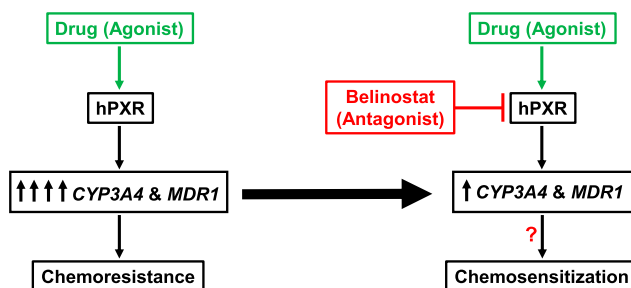 Drug (Agonist)
hPXR
↑↑↑↑ CYP3A4 & MDR1
Chemoresistance
Drug (Agonist)
Belinostat
(Antagonist)
hPXR
↑ CYP3A4 & MDR1
?
Chemosensitization